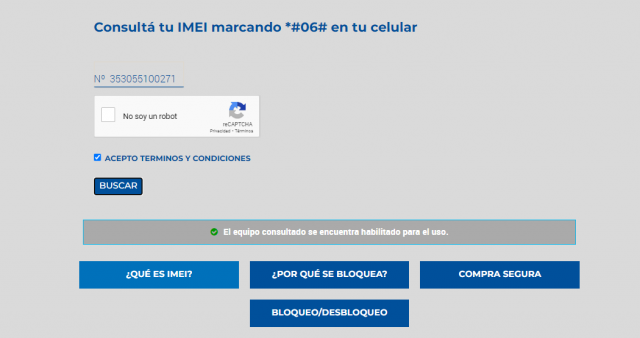 Consultá tu IMEI marcando *#06# en tu celular
Nº 353055100271
No soy un robot
reCAPTCHA
Privacidad - Términos
ACEPTO TERMINOS Y CONDICIONES
BUSCAR
El equipo consultado se encuentra habilitado para el uso.
¿QUÉ ES IMEI? ¿POR QUÉ SE BLOQUEA? COMPRA SEGURA
BLOQUEO/DESBLOQUEO